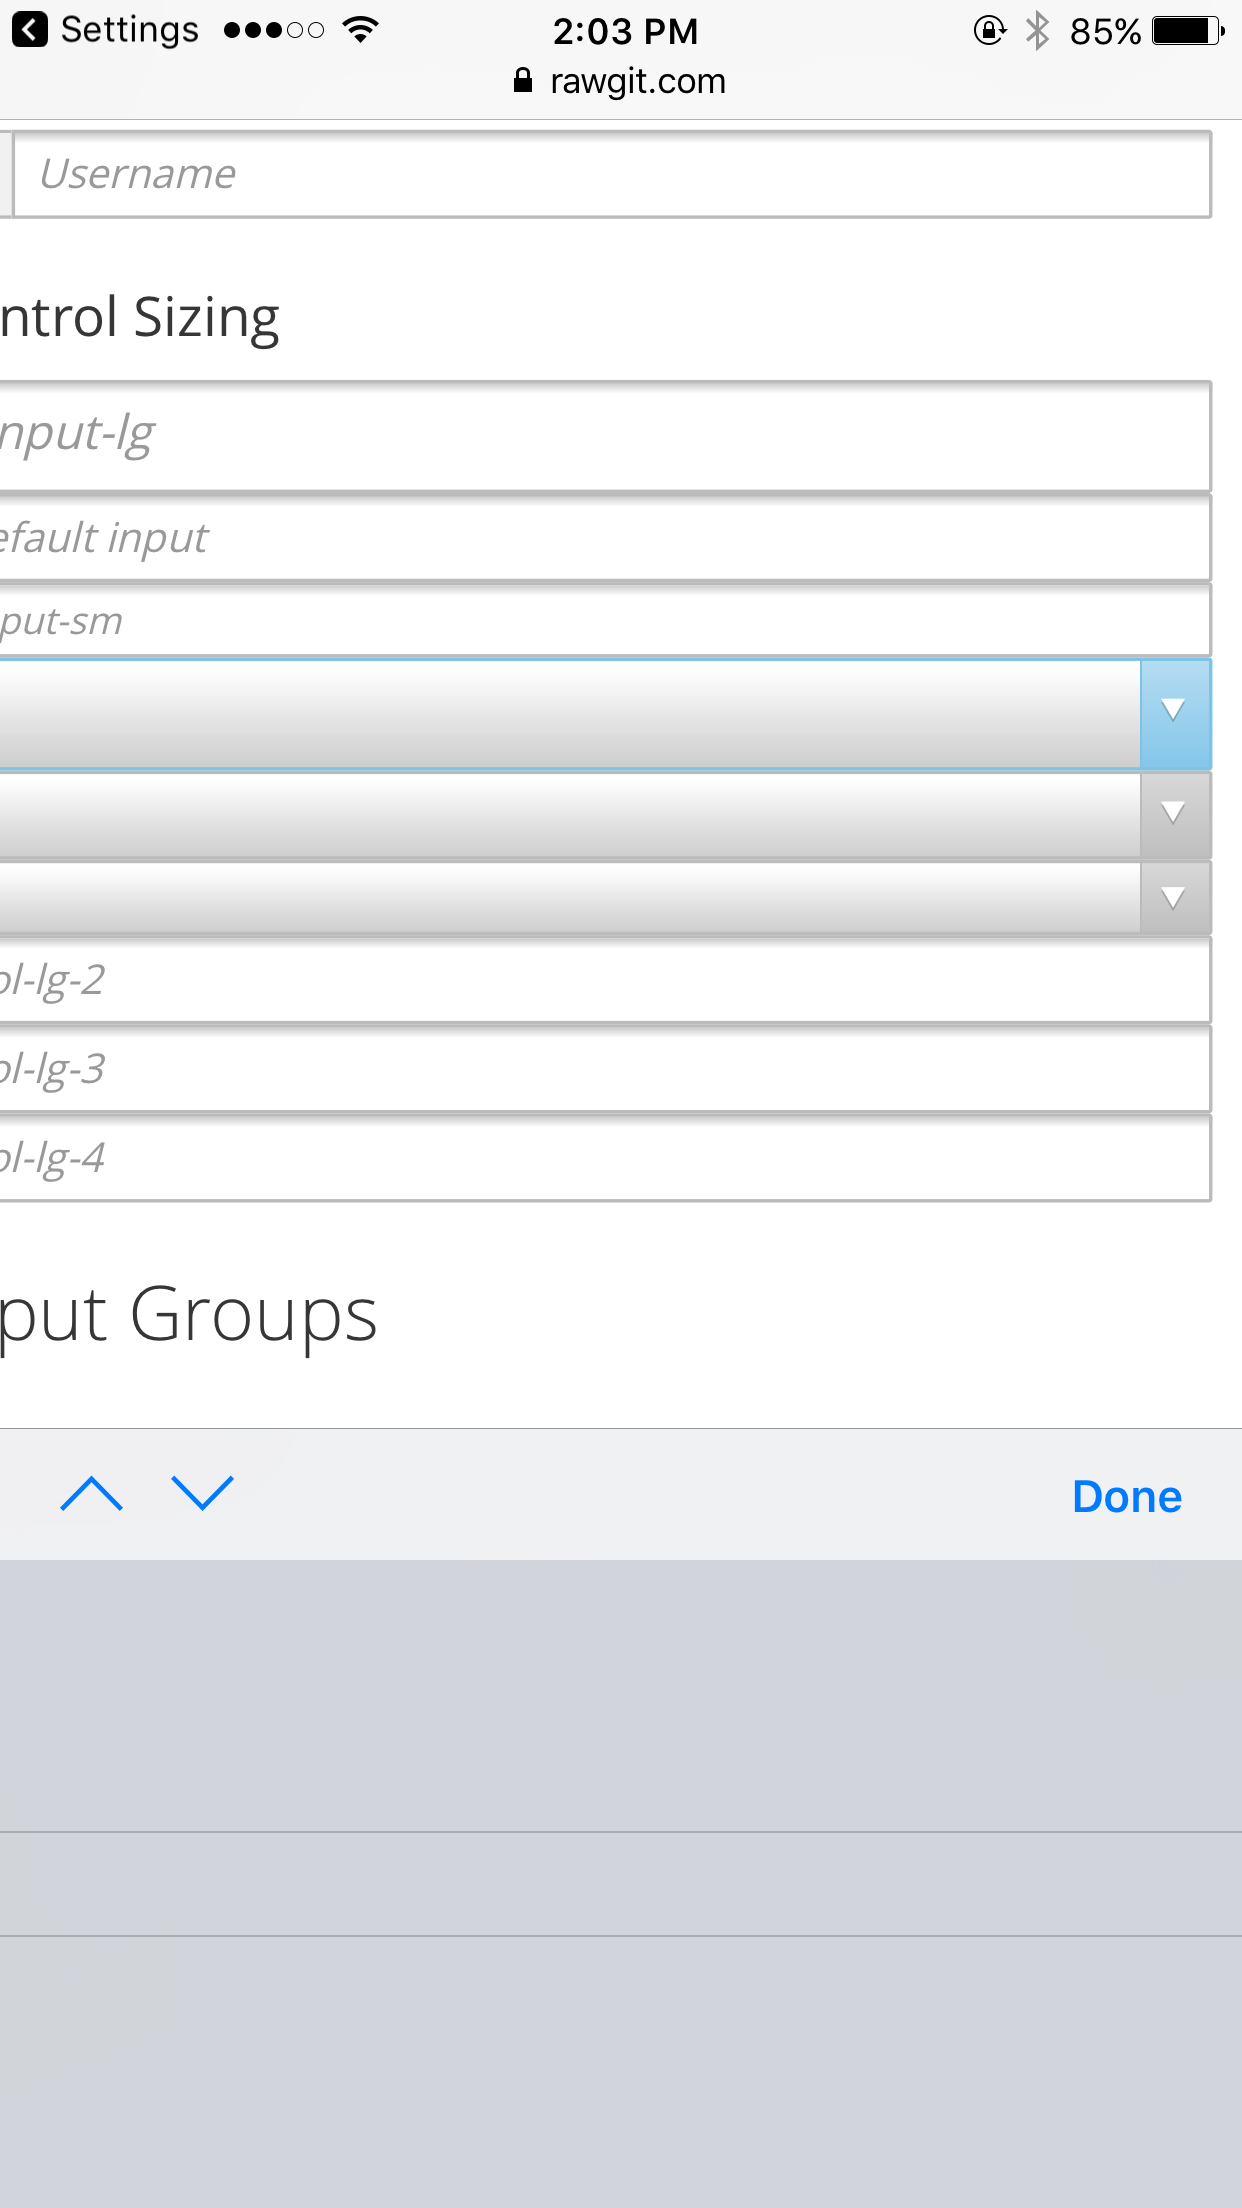 Settings 2:03 PM 85%
rawgit.com
Username
ntrol Sizing
nput-lg
efault input
put-sm
ol-lg-2
ol-lg-3
ol-lg-4
put Groups
Done